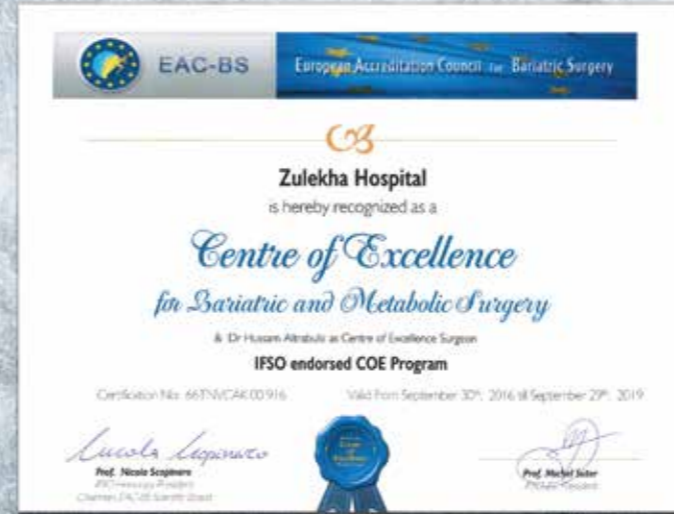 EAC-BS
European Accreditation Council For Bariatric Surgery
Zulekha Hospital
is hereby recognized as a
Centre of Excellence
for Bariatric and Metabolic Surgery
& Dr Husam Altrabulsi as Centre of Excellence Surgeon
IFSO endorsed COE Program
Certification No:
Valid from September 30th, 2016 till September 29th, 2019
Prof. Nicola Scopinaro
Prof. Michel Suter